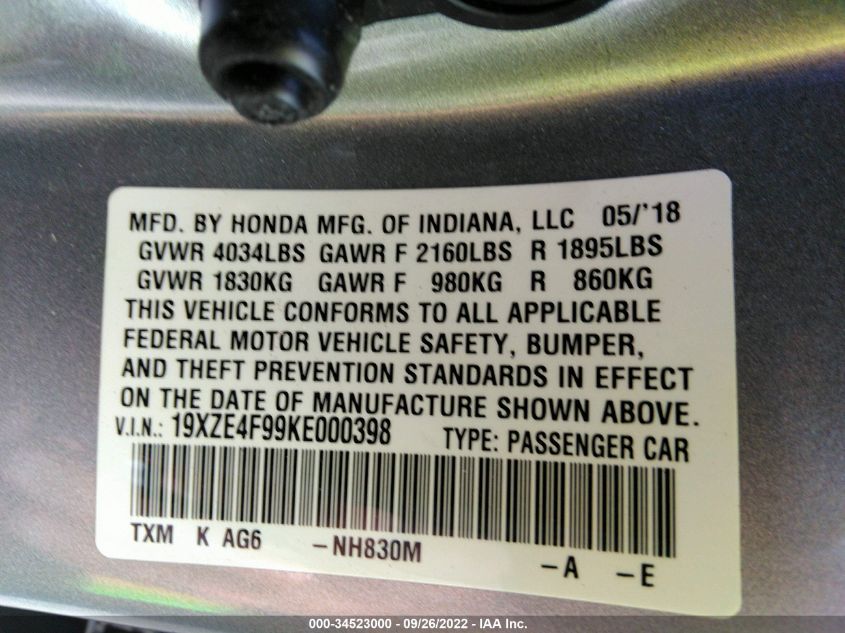 MFD. BY HONDA MFG. OF INDIANA, LLC 05/'18
GVWR 4034LBS GAWR F 2160LBS R 1895LBS
GVWR 1830KG GAWR F 980KG R 860KG
THIS VEHICLE CONFORMS TO ALL APPLICABLE
FEDERAL MOTOR VEHICLE SAFETY, BUMPER,
AND THEFT PREVENTION STANDARDS IN EFFECT
ON THE DATE OF MANUFACTURE SHOWN ABOVE.
V.I.N.: 19XZE4F99KE000398 TYPE: PASSENGER CAR
TXM K AG6 -NH830M -A -E
000-34523000 - 09/26/2022 - IAA Inc.